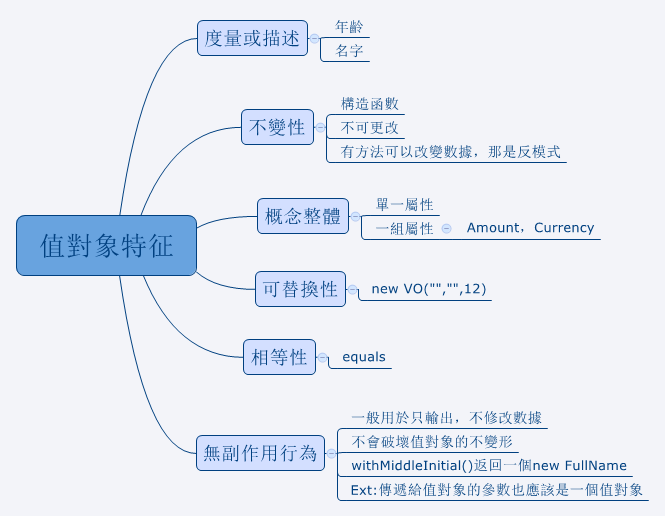 值對象特征
度量或描述
年齡
名字
不變性
構造函數
不可更改
有方法可以改變數據，那是反模式
概念整體
單一屬性
一組屬性
Amount，Currency
可替換性
new VO("","",12)
相等性
equals
無副作用行為
一般用於只輸出，不修改數據
不會破壞值對象的不變形
withMiddleInitial()返回一個new FullName
Ext:傳遞給值對象的參數也應該是一個值對象